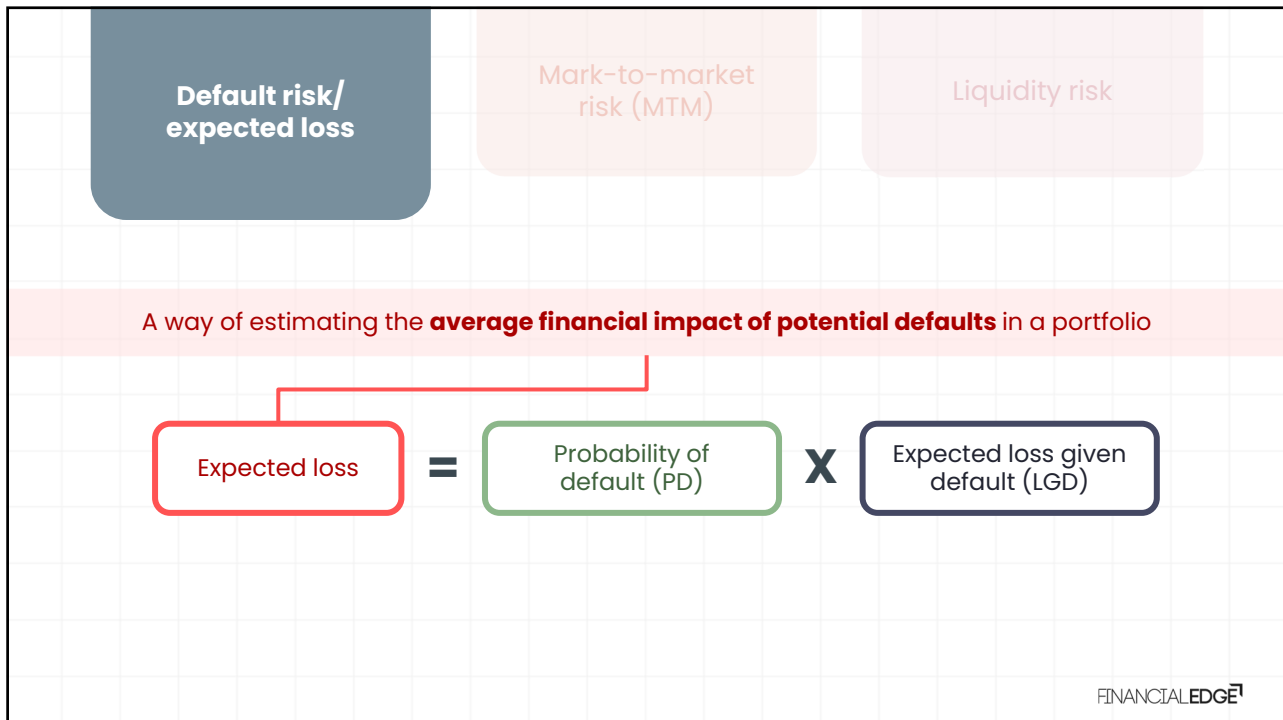 Default risk/
expected loss
Mark-to-market
risk (MTM)
Liquidity risk
A way of estimating the average financial impact of potential defaults in a portfolio
Expected loss
=
Probability of
default (PD)
X
Expected loss given
default (LGD)
FINANCIALEDGE